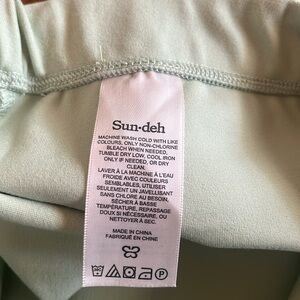 Sun•deh
MACHINE WASH COLD WITH LIKE
COLOURS, ONLY NON-CHLORINE
BLEACH WHEN NEEDED,
TUMBLE DRY LOW, COOL IRON
ONLY IF NEEDED, OR DRY
CLEAN.
LAVER À LA MACHINE À L'EAU
FROIDE AVEC COULEURS
SEMBLABLES, UTILISER
SEULEMENT UN JAVELLISANT
SANS CHLORE AU BESOIN,
SÉCHER À BASSE
TEMPÉRATURE, REPASSAGE
DOUX SI NÉCESSAIRE, OU
NETTOYER À SEC.
MADE IN CHINA
FABRIQUÉ EN CHINE